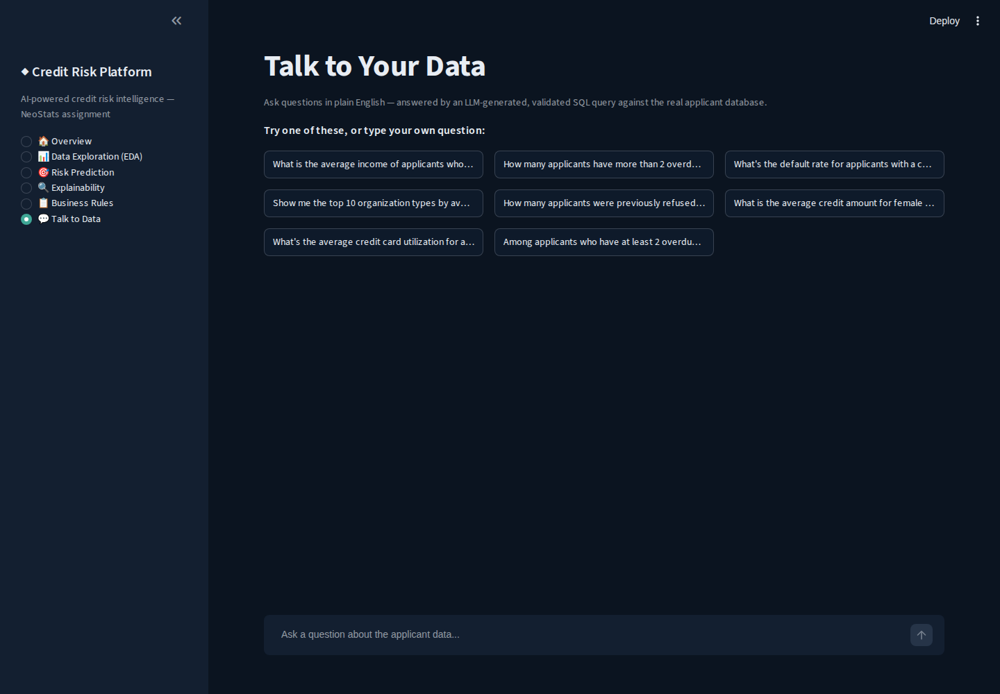 Deploy
◆ Credit Risk Platform
AI-powered credit risk intelligence —
NeoStats assignment
🏠 Overview
📊 Data Exploration (EDA)
🎯 Risk Prediction
🔍 Explainability
📋 Business Rules
💬 Talk to Data
Talk to Your Data
Ask questions in plain English — answered by an LLM-generated, validated SQL query against the real applicant database.
Try one of these, or type your own question:
What is the average income of applicants who...
How many applicants have more than 2 overd...
What's the default rate for applicants with a c...
Show me the top 10 organization types by av...
How many applicants were previously refused...
What is the average credit amount for female ...
What's the average credit card utilization for a...
Among applicants who have at least 2 overdu...
Ask a question about the applicant data...